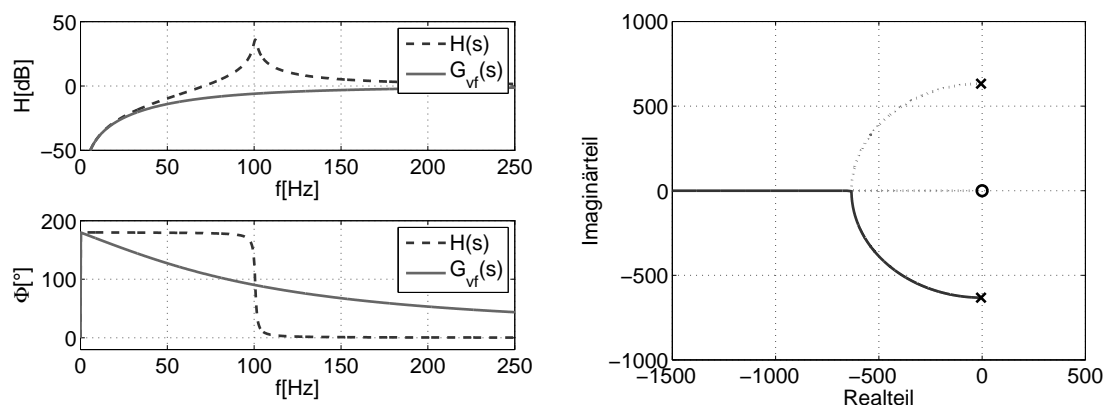 50
0
−50
H[dB]
0 50 100 150 200 250
f[Hz]
H(s)
G_vf(s)
200
100
0
Φ[°]
0 50 100 150 200 250
f[Hz]
H(s)
G_vf(s)
1000
500
0
−500
−1000
Imaginärteil
−1500 −1000 −500 0 500
Realteil